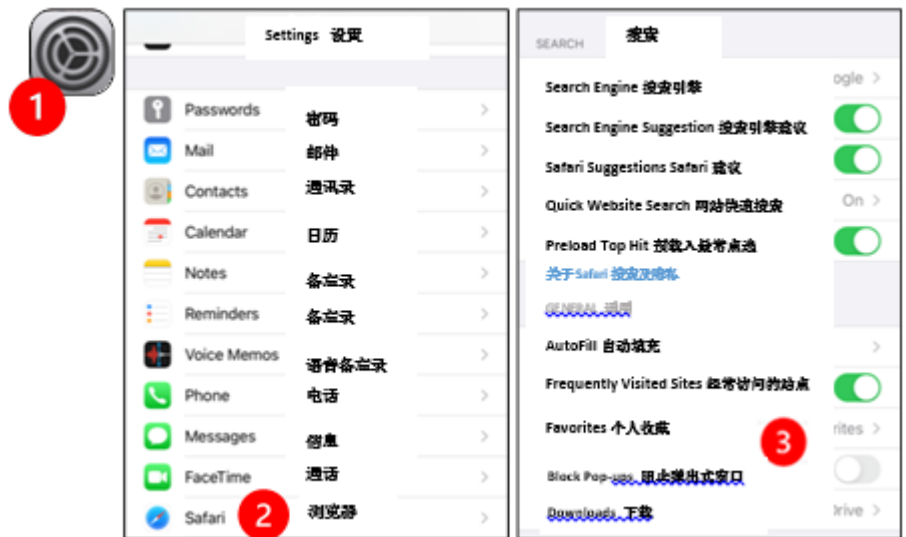 1
Settings 设置
Passwords 密码
Mail 邮件
Contacts 通讯录
Calendar 日历
Notes 备忘录
Reminders 备忘录
Voice Memos 语音备忘录
Phone 电话
Messages 信息
FaceTime 通话
Safari 2 浏览器
SEARCH 搜索
Search Engine 搜索引擎 ogle
Search Engine Suggestion 搜索引擎建议
Safari Suggestions Safari 建议
Quick Website Search 网站快速搜索 On
Preload Top Hit 预载入最常点选
关于Safari 搜索及隐私
GENERAL 通用
AutoFill 自动填充
Frequently Visited Sites 经常访问的站点
Favorites 个人收藏 rites
3
Block Pop-ups 阻止弹出式窗口
Downloads 下载 Drive